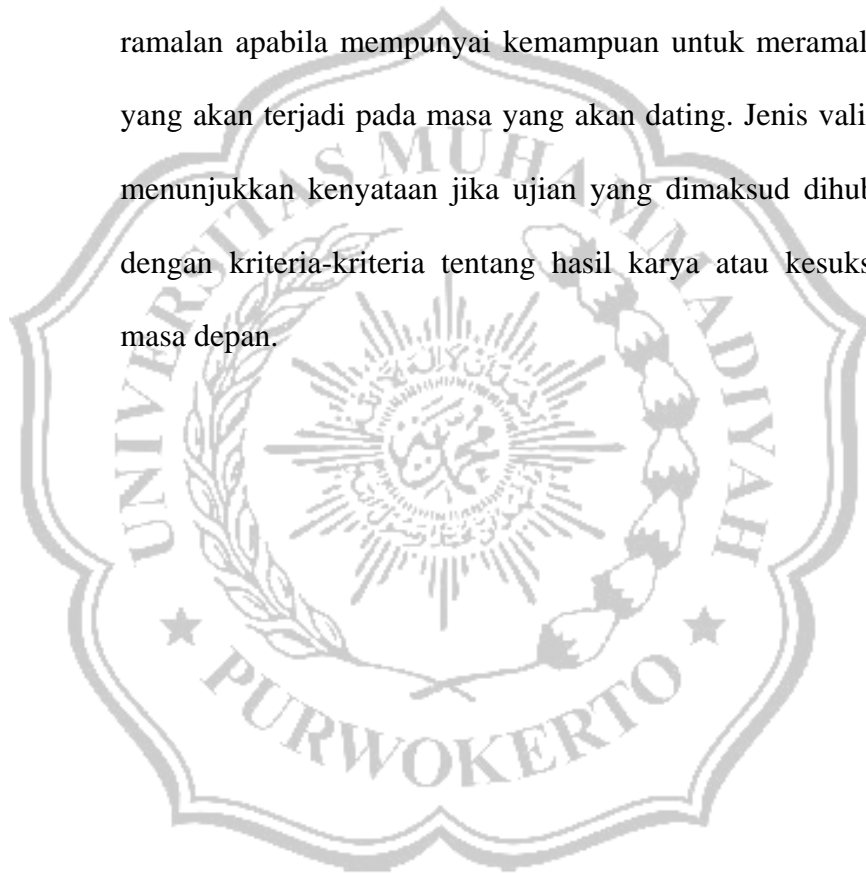 ramalan apabila mempunyai kemampuan untuk meramal
yang akan terjadi pada masa yang akan dating. Jenis vali
menunjukkan kenyataan jika ujian yang dimaksud dihub
dengan kriteria-kriteria tentang hasil karya atau kesuks
masa depan.
UNIVERSITAS MUHAMMADIYAH
PURWOKERTO